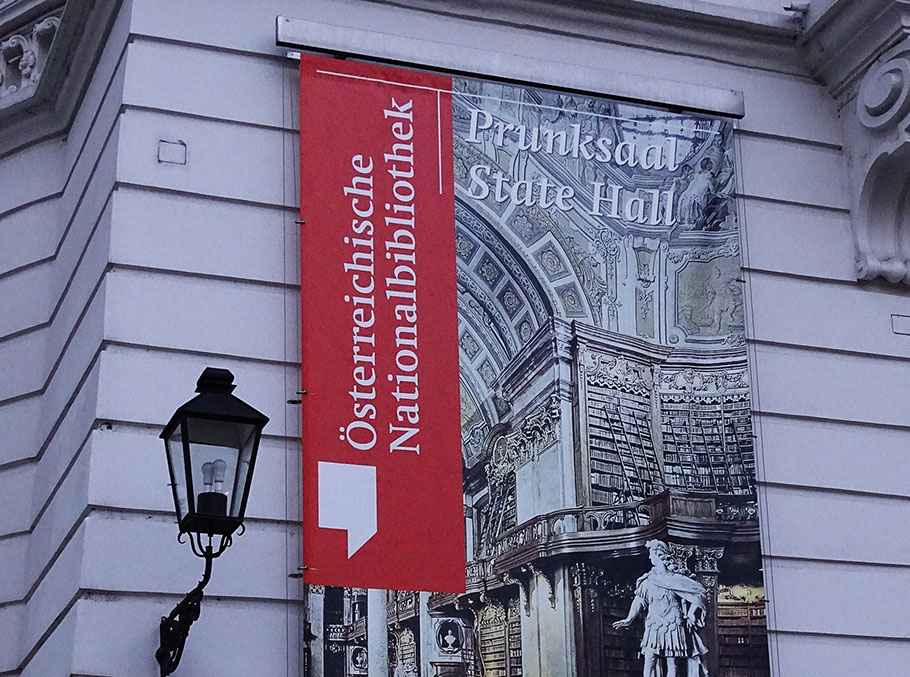 Österreichische
Nationalbibliothek
Prunksaal
State Hall